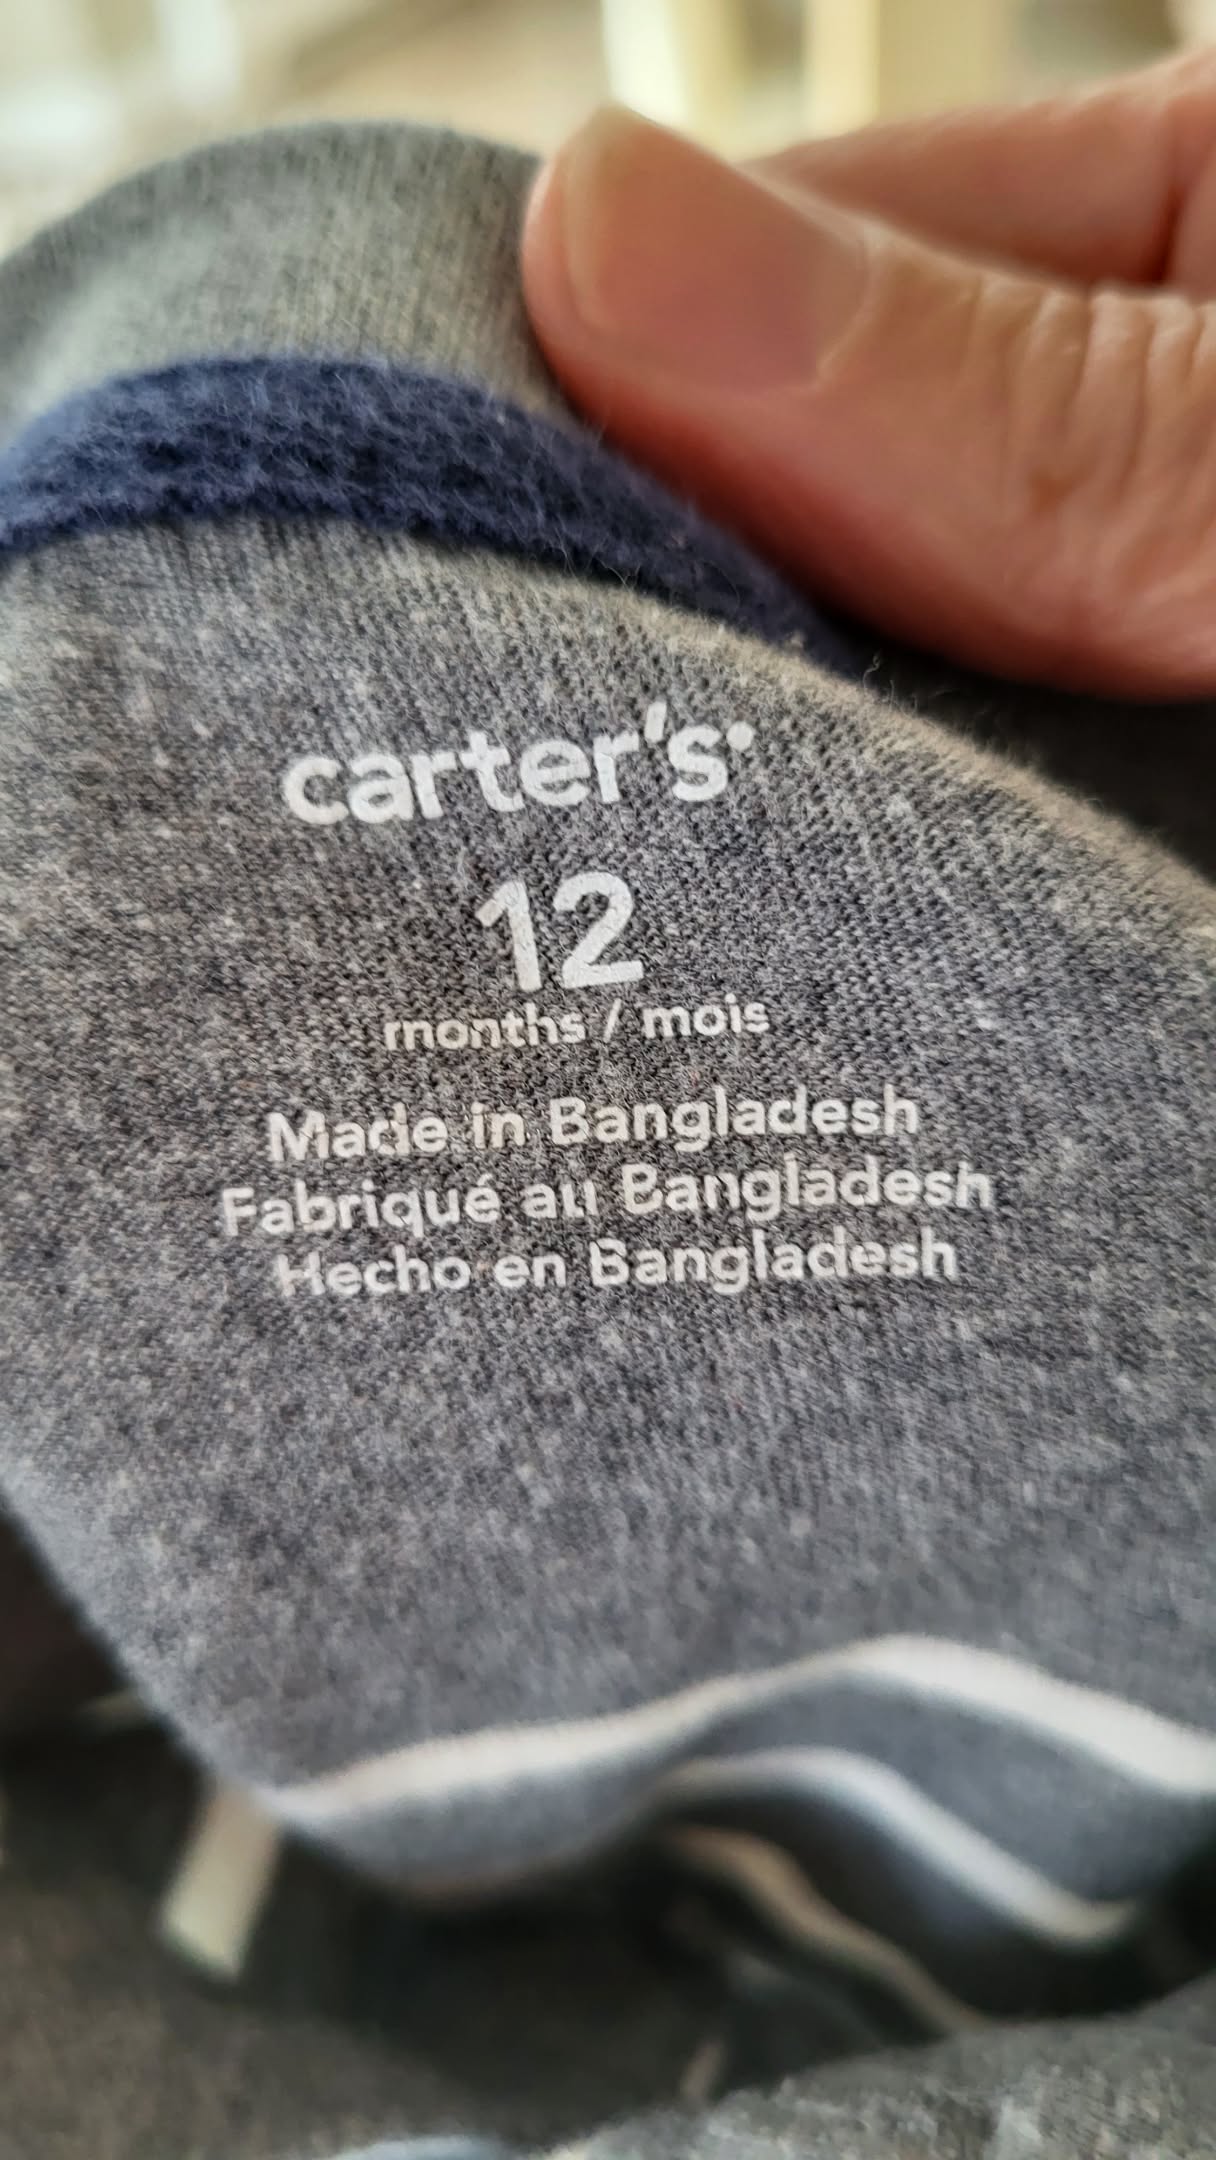 carter's
12
months / mois
Made in Bangladesh
Fabriqué au Bangladesh
Hecho en Bangladesh